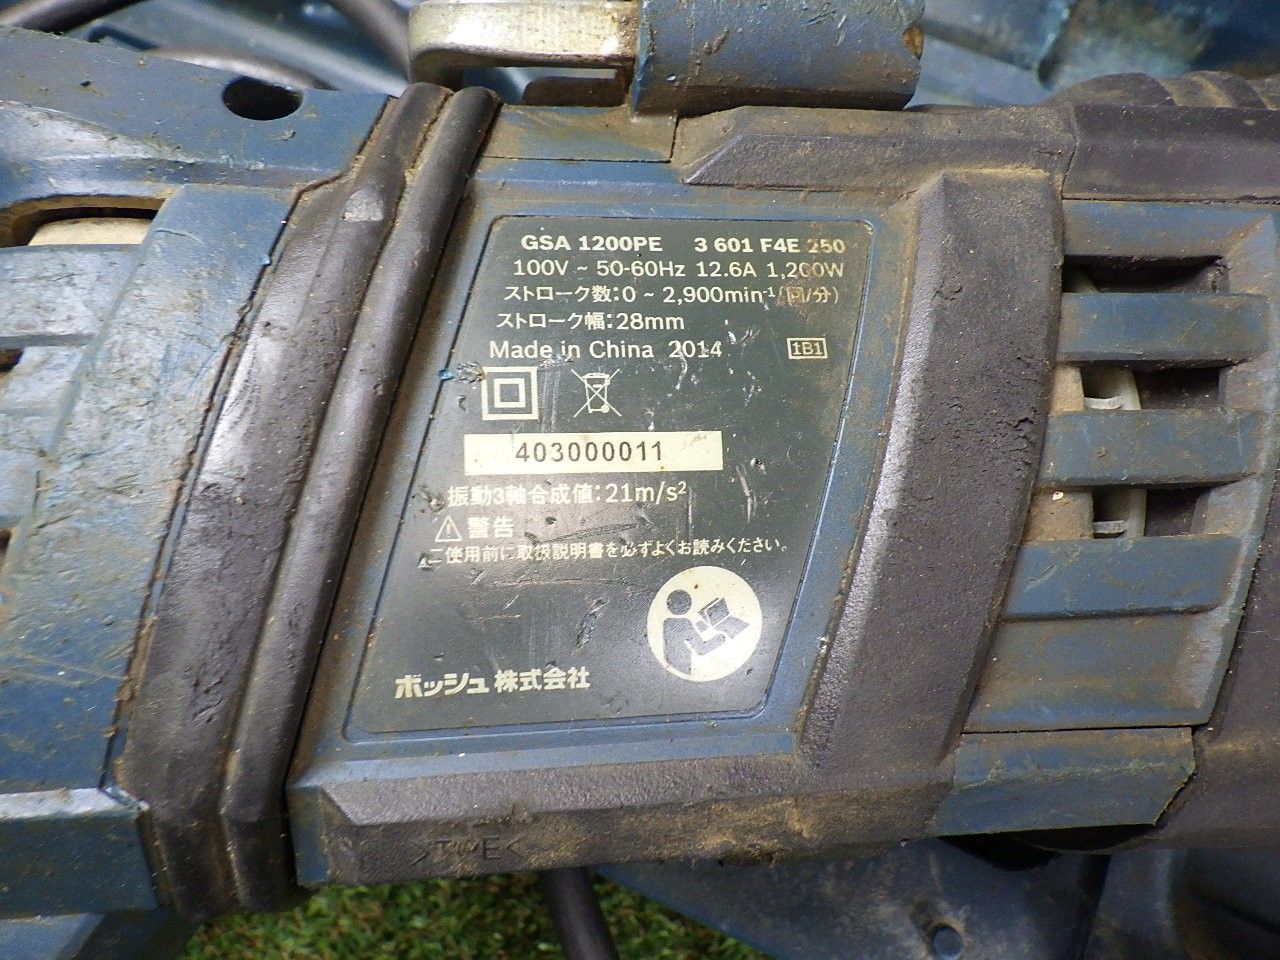 GSA 1200PE 3 601 F4E 250
100V ~ 50-60Hz 12.6A 1,200W
ストローク数:0 ~ 2,900min⁻¹(回/分)
ストローク幅:28mm
Made in China 2014 1B1
403000011
振動3軸合成値:21m/s²
警告
ご使用前に取扱説明書を必ずよくお読みください。
ボッシュ株式会社
>TPE<